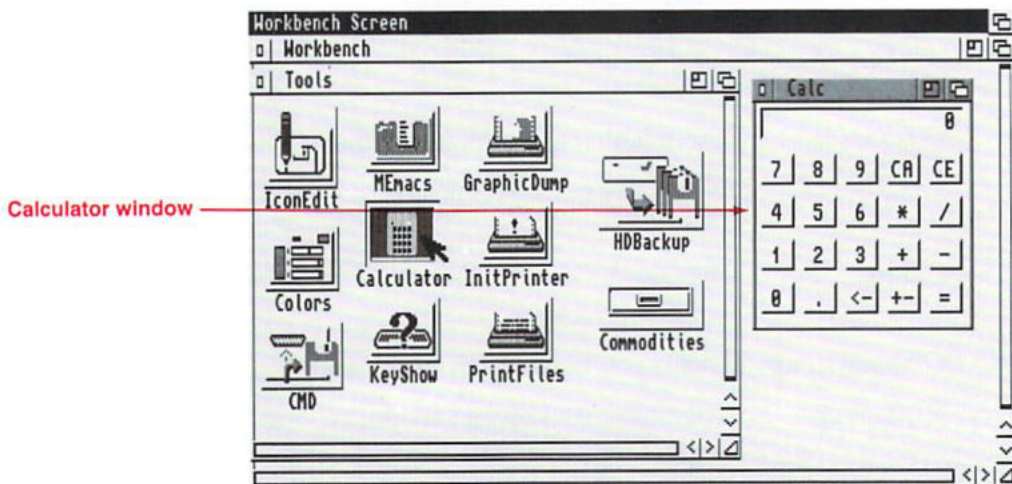 Workbench Screen
Workbench
Tools
Calc
0
7 8 9 CA CE
4 5 6 * /
1 2 3 + -
0 . <- +- =
IconEdit
MEmacs
GraphicDump
HDBackup
Calculator window
Colors
Calculator
InitPrinter
Commodities
CMD
KeyShow
PrintFiles